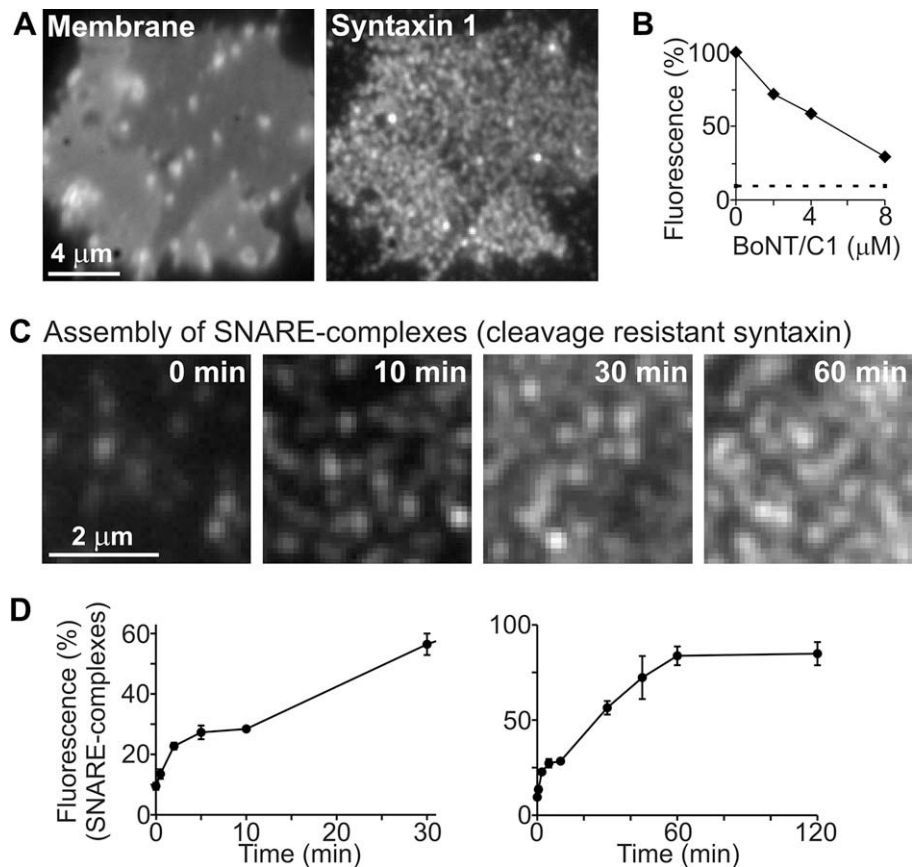 A
Membrane
Syntaxin 1
4 μm
B
Fluorescence (%)
100
50
0
0 4 8
BoNT/C1 (μM)
C Assembly of SNARE-complexes (cleavage resistant syntaxin)
0 min
10 min
30 min
60 min
2 μm
D
Fluorescence (%)
(SNARE-complexes)
60
40
20
0
0 10 20 30
Time (min)
100
50
0
0 60 120
Time (min)